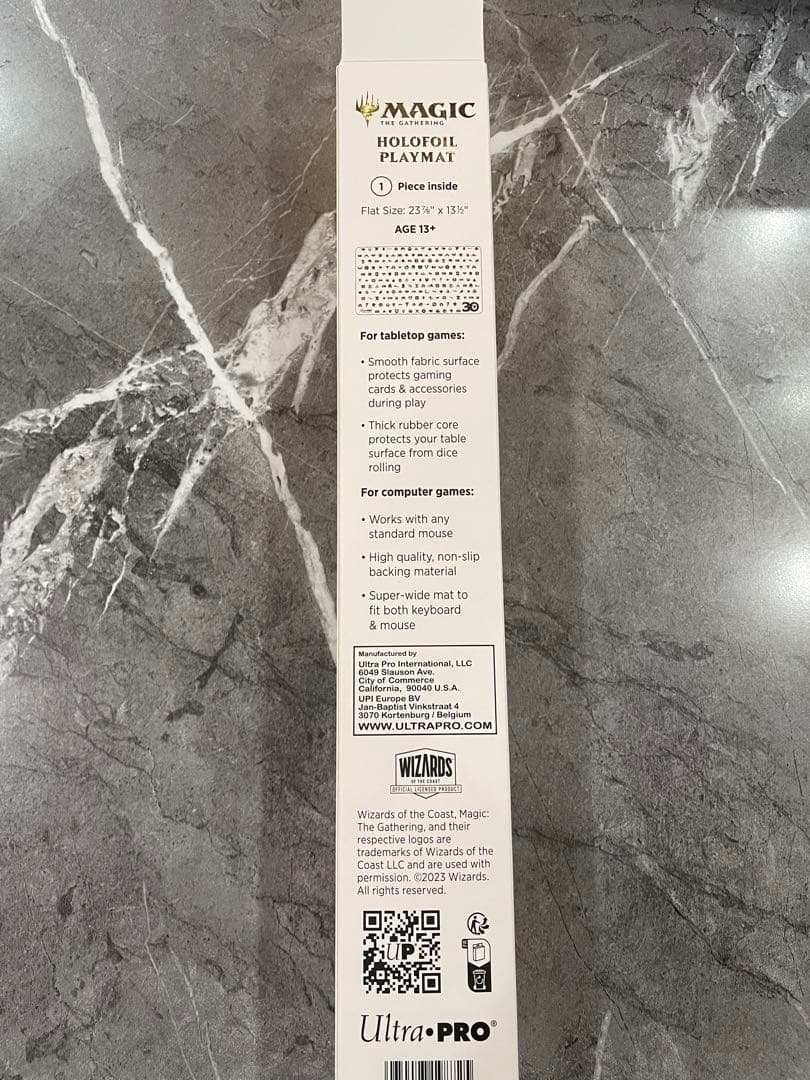 MAGIC
THE GATHERING
HOLOFOIL
PLAYMAT
1 Piece inside
Flat Size: 23⅞" x 13½"
AGE 13+
30
For tabletop games:
• Smooth fabric surface
protects gaming
cards & accessories
during play
• Thick rubber core
protects your table
surface from dice
rolling
For computer games:
• Works with any
standard mouse
• High quality, non-slip
backing material
• Super-wide mat to
fit both keyboard
& mouse
Manufactured by
Ultra Pro International, LLC
6049 Slauson Ave.
City of Commerce
California, 90040 U.S.A.
UPI Europe BV
Jan-Baptist Vinkstraat 4
3070 Kortenburg / Belgium
WWW.ULTRAPRO.COM
WIZARDS
OF THE COAST
OFFICIAL LICENSED PRODUCT
Wizards of the Coast, Magic:
The Gathering, and their
respective logos are
trademarks of Wizards of the
Coast LLC and are used with
permission. ©2023 Wizards.
All rights reserved.
UP
Ultra•PRO®